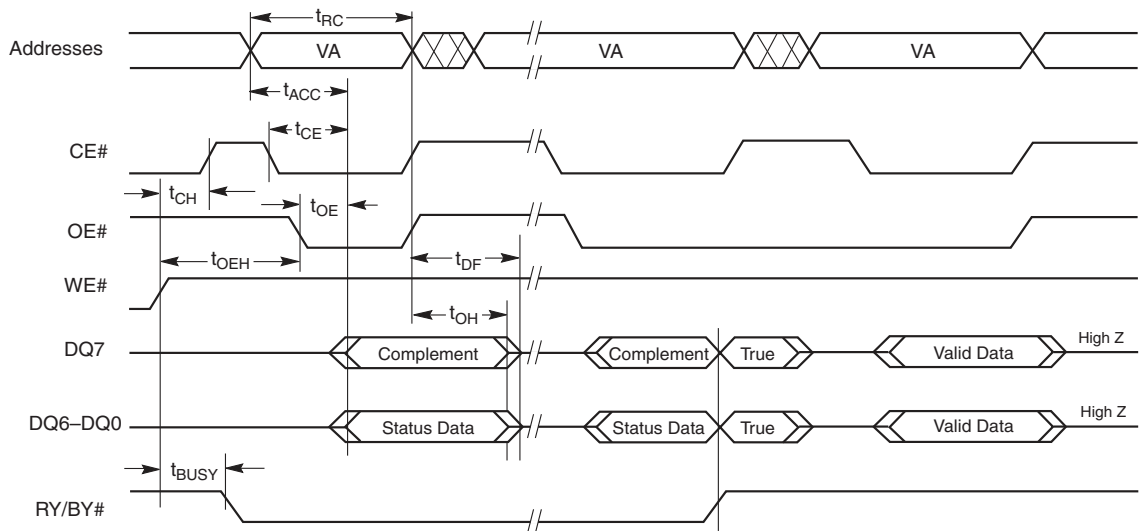 tRC
Addresses VA VA VA
tACC
tCE
CE#
tCH
tOE
OE#
tOEH
tDF
WE#
tOH
DQ7 Complement Complement True Valid Data High Z
DQ6–DQ0 Status Data Status Data True Valid Data High Z
tBUSY
RY/BY#